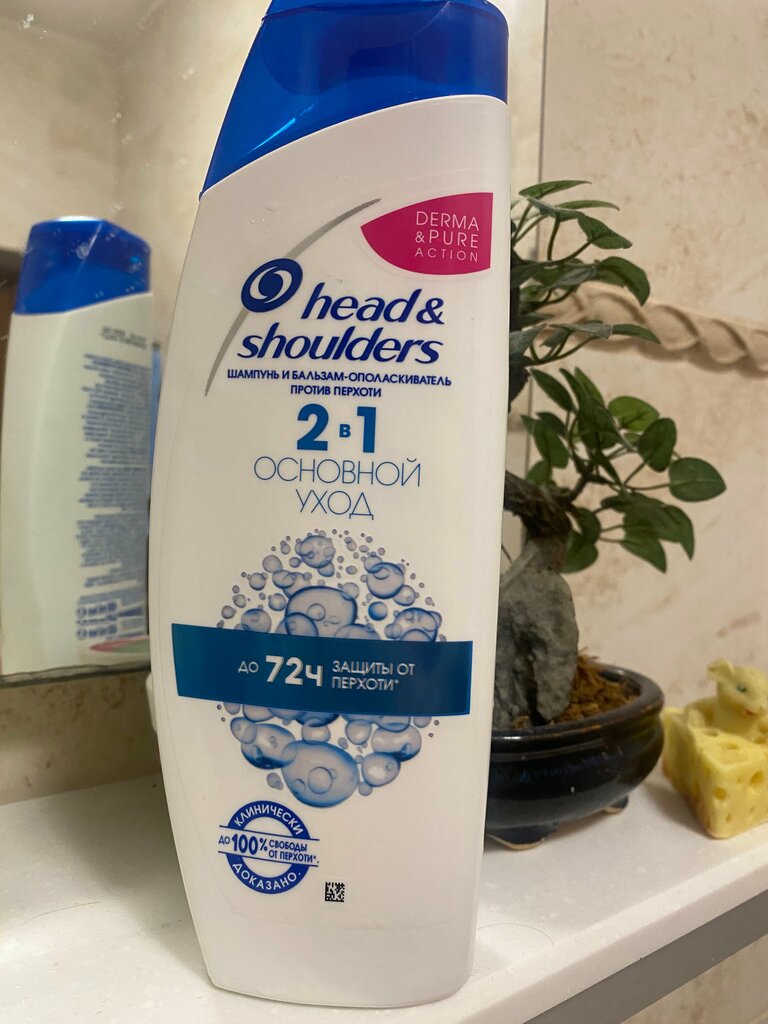 DERMA
&PURE
ACTION
head&
shoulders
ШАМПУНЬ И БАЛЬЗАМ-ОПОЛАСКИВАТЕЛЬ
ПРОТИВ ПЕРХОТИ
2 в 1
ОСНОВНОЙ
УХОД
ДО 72ч ЗАЩИТЫ ОТ
ПЕРХОТИ*
КЛИНИЧЕСКИ
ДО 100% СВОБОДЫ
ОТ ПЕРХОТИ*.
ДОКАЗАНО.